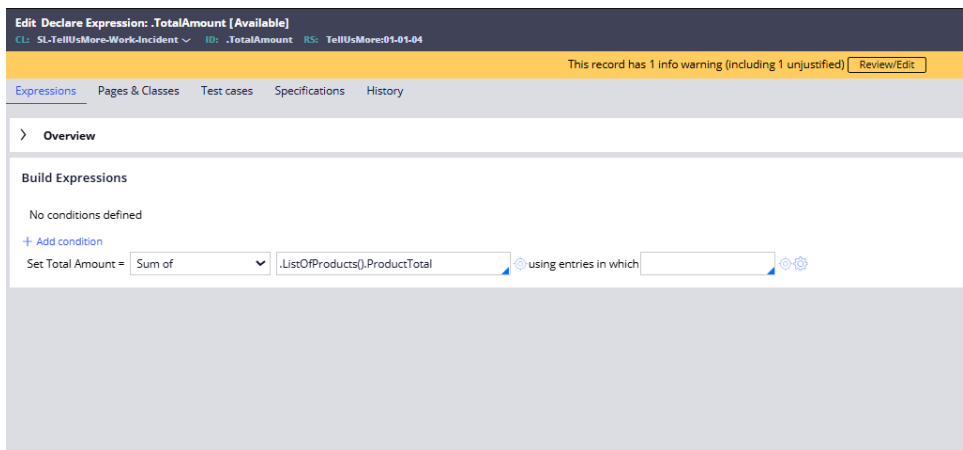 Edit Declare Expression: .TotalAmount [Available]
CL: SL-TellUsMore-Work-Incident ID: .TotalAmount RS: TellUsMore:01-01-04
This record has 1 info warning (including 1 unjustified) Review/Edit
Expressions Pages & Classes Test cases Specifications History
Overview
Build Expressions
No conditions defined
+ Add condition
Set Total Amount = Sum of .ListOfProducts().ProductTotal using entries in which